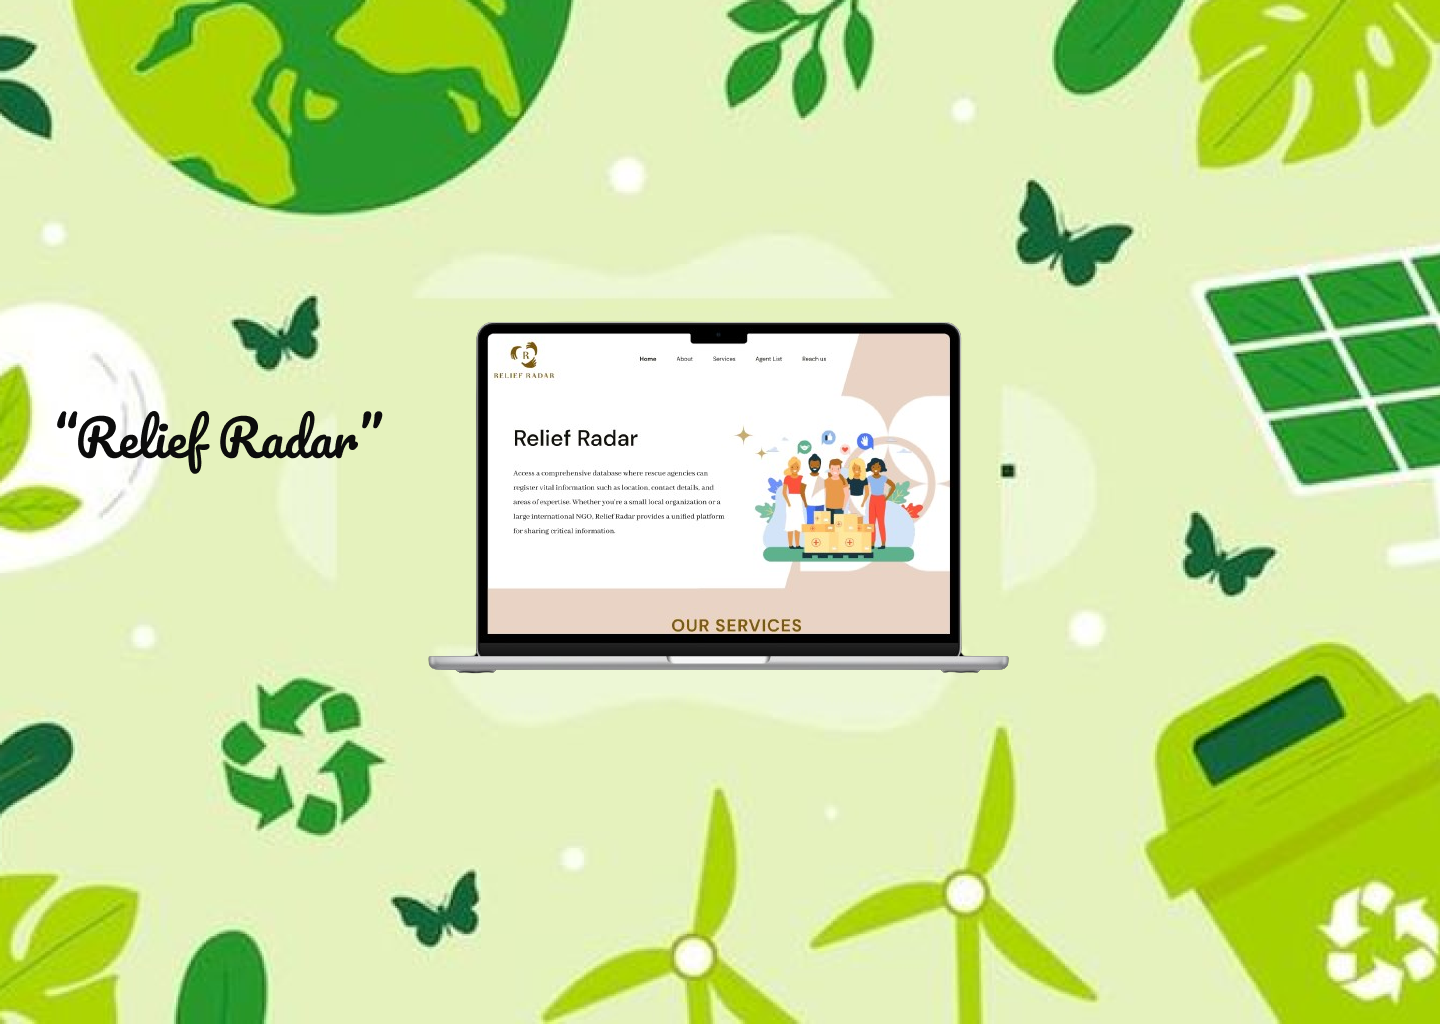 “Relief Radar”
R
RELIEF RADAR
Home About Services Agent List Reach us
Relief Radar
Access a comprehensive database where rescue agencies can
register vital information such as location, contact details, and
areas of expertise. Whether you're a small local organization or a
large international NGO, Relief Radar provides a unified platform
for sharing critical information.
OUR SERVICES